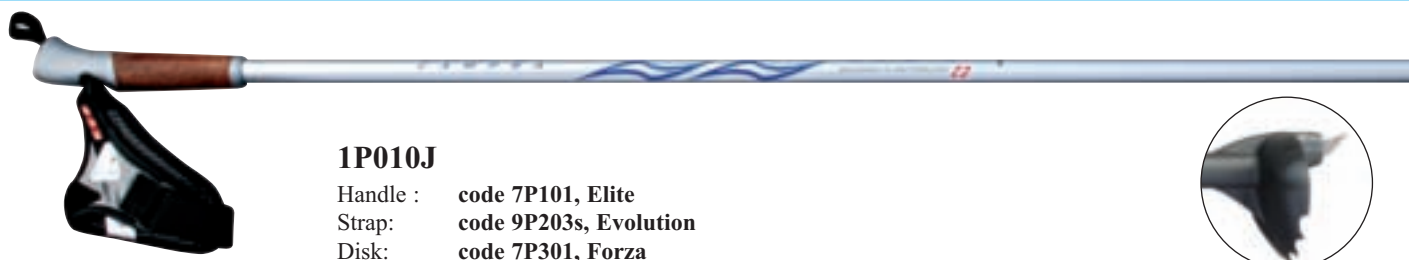 1P010J
Handle : code 7P101, Elite
Strap: code 9P203s, Evolution
Disk: code 7P301, Forza